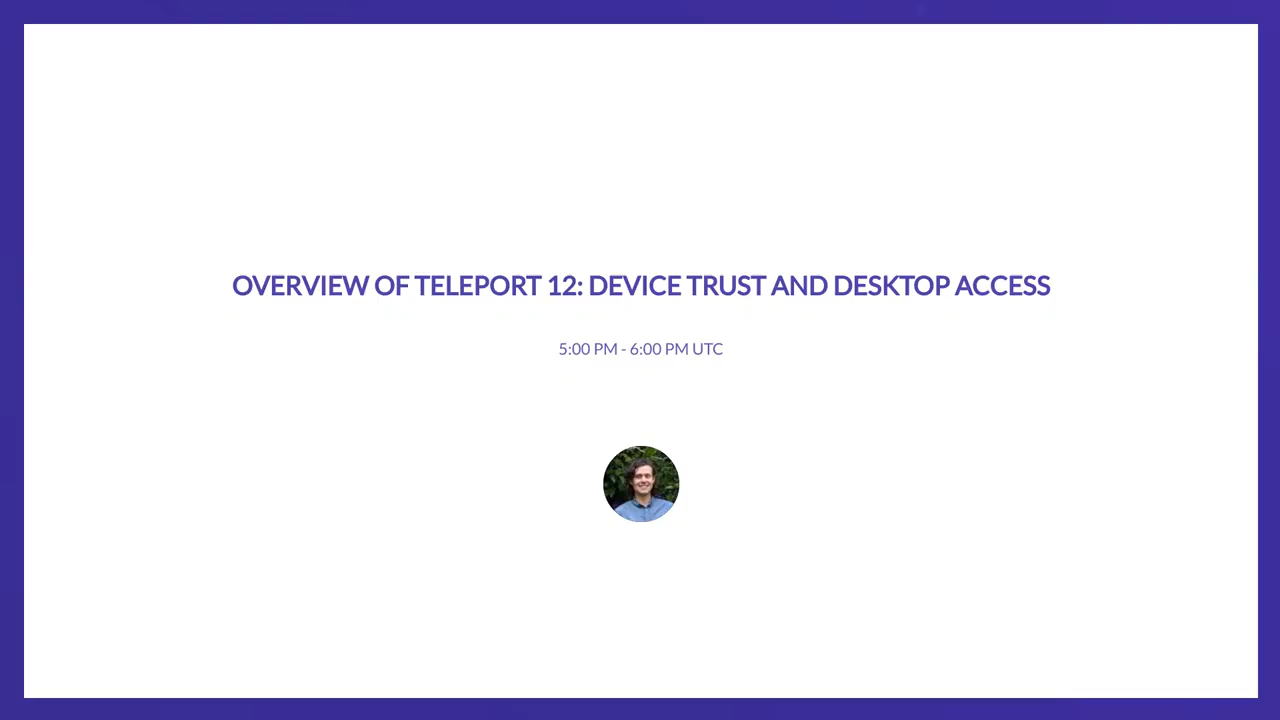 OVERVIEW OF TELEPORT 12: DEVICE TRUST AND DESKTOP ACCESS
5:00 PM - 6:00 PM UTC